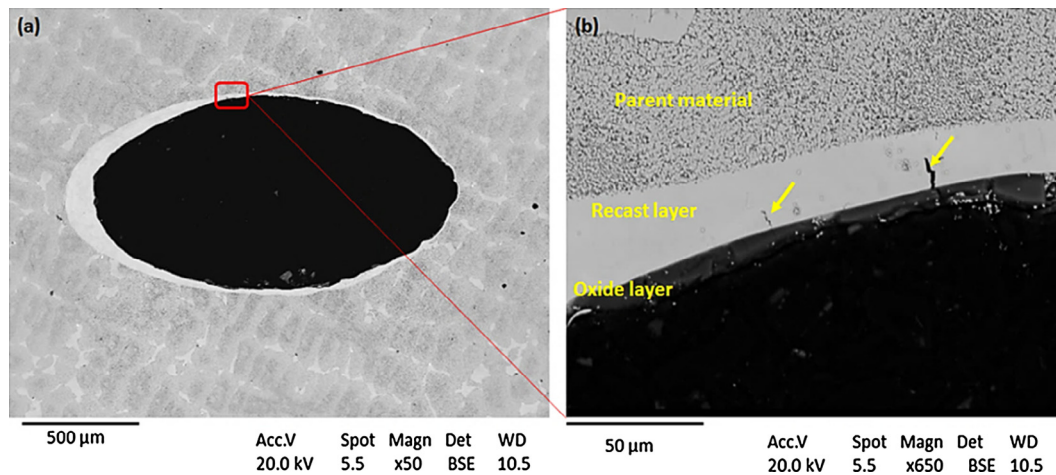 (a)
500 µm
Acc.V Spot Magn Det WD
20.0 kV 5.5 x50 BSE 10.5
(b)
Parent material
Recast layer
Oxide layer
50 µm
Acc.V Spot Magn Det WD
20.0 kV 5.5 x650 BSE 10.5